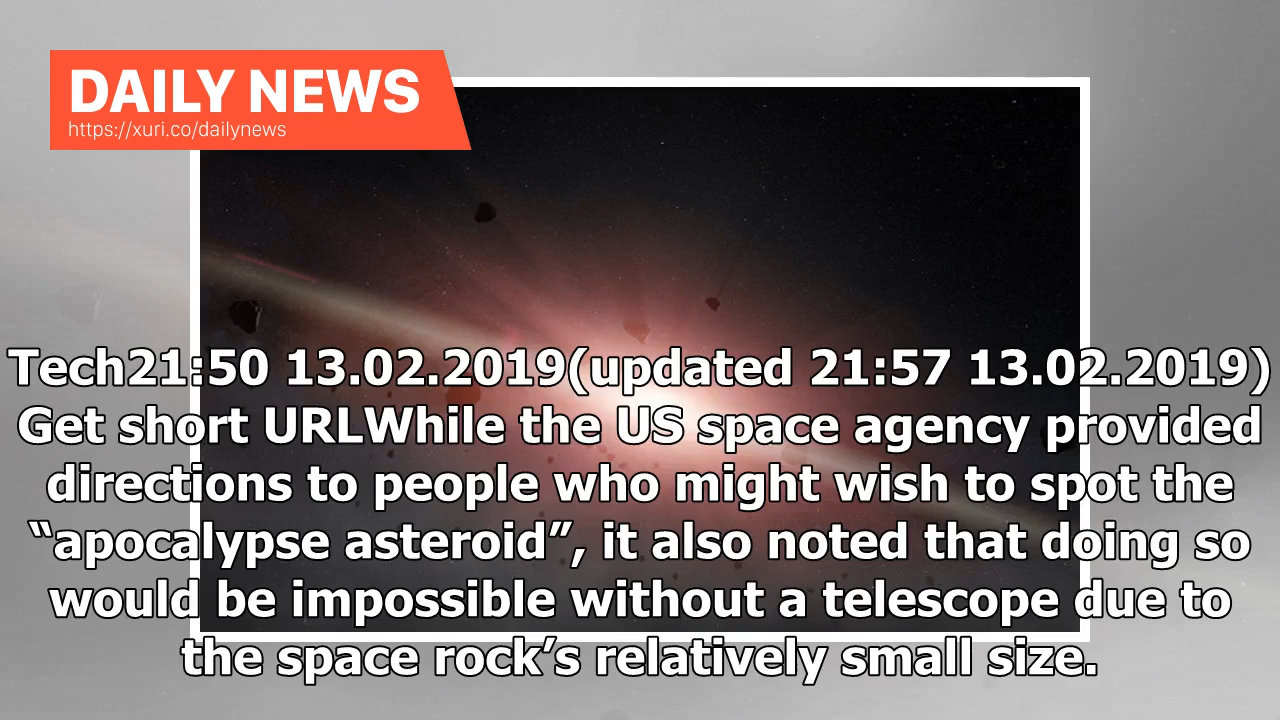 DAILY NEWS
https://xuri.co/dailynews
Tech21:50 13.02.2019(updated 21:57 13.02.2019)
Get short URLWhile the US space agency provided
directions to people who might wish to spot the
“apocalypse asteroid”, it also noted that doing so
would be impossible without a telescope due to
the space rock’s relatively small size.